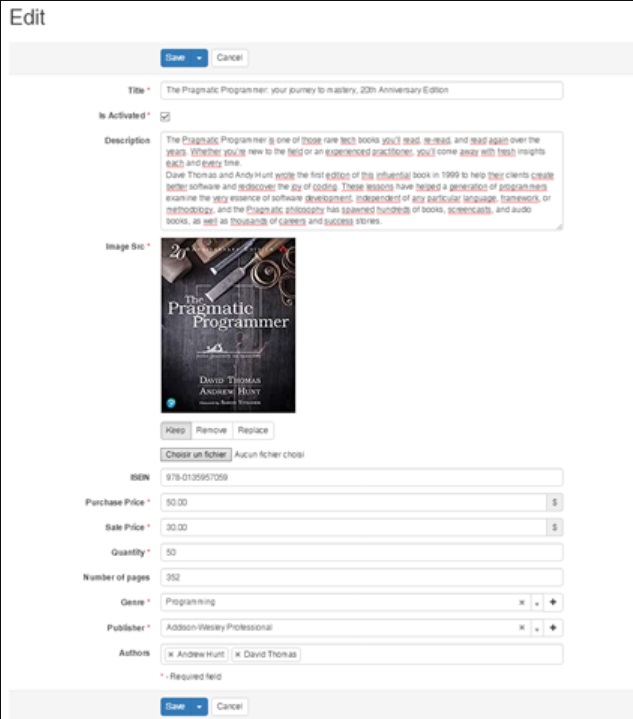 Edit
Save Cancel
Title * The Pragmatic Programmer: your journey to mastery, 20th Anniversary Edition
Is Activated *
Description
The Pragmatic Programmer is one of those rare tech books you'll read, re-read, and read again over the
years. Whether you're new to the field or an experienced practitioner, you'll come away with fresh insights
each and every time.
Dave Thomas and Andy Hunt wrote the first edition of this influential book in 1999 to help their clients create
better software and rediscover the joy of coding. These lessons have helped a generation of programmers
examine the very essence of software development, independent of any particular language, framework, or
methodology, and the Pragmatic philosophy has spawned hundreds of books, screencasts, and audio
books, as well as thousands of careers and success stories.
Image Src *
20
The
Pragmatic
Programmer
David Thomas
Andrew Hunt
Keep Remove Replace
Choisir un fichier Aucun fichier choisi
ISBN 978-0135957059
Purchase Price * 50.00 $
Sale Price * 30.00 $
Quantity * 50
Number of pages 352
Genre * Programming × +
Publisher * Addison-Wesley Professional × +
Authors × Andrew Hunt × David Thomas
* - Required field
Save Cancel